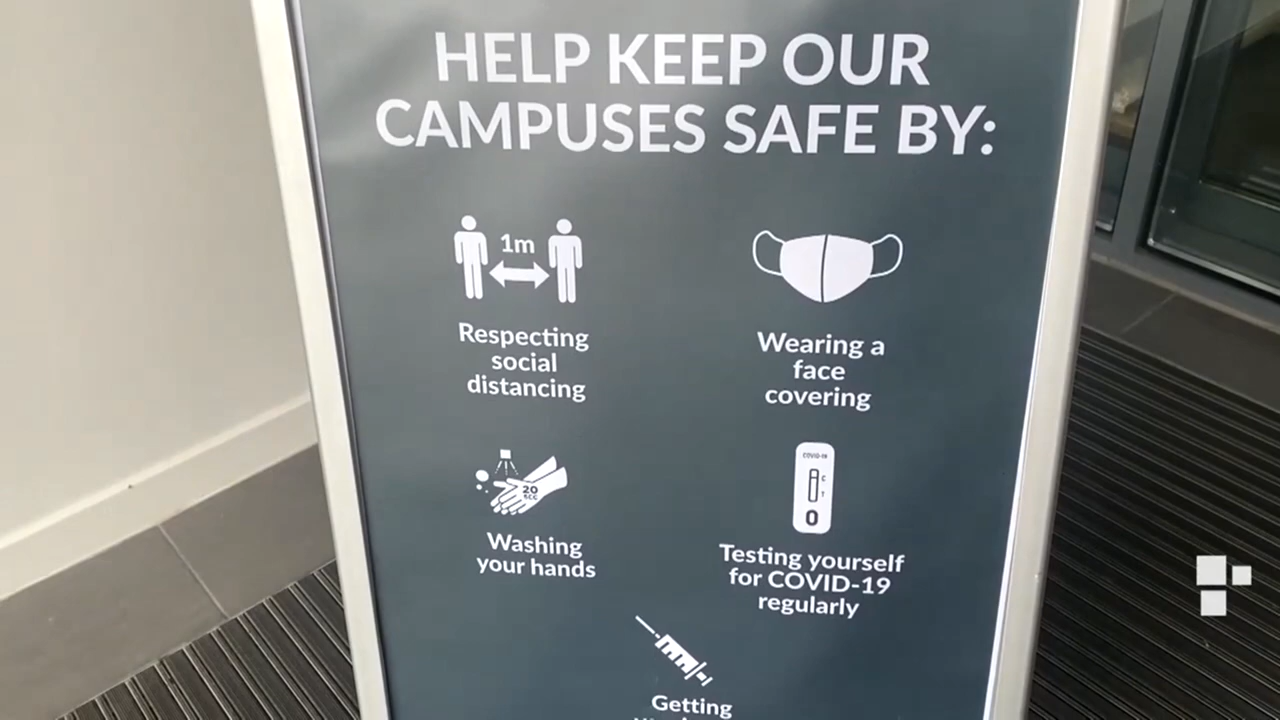 HELP KEEP OUR
CAMPUSES SAFE BY:
1m
Respecting
social
distancing
Wearing a
face
covering
20
SEC
Washing
your hands
COVID-19
C
T
Testing yourself
for COVID-19
regularly
Getting